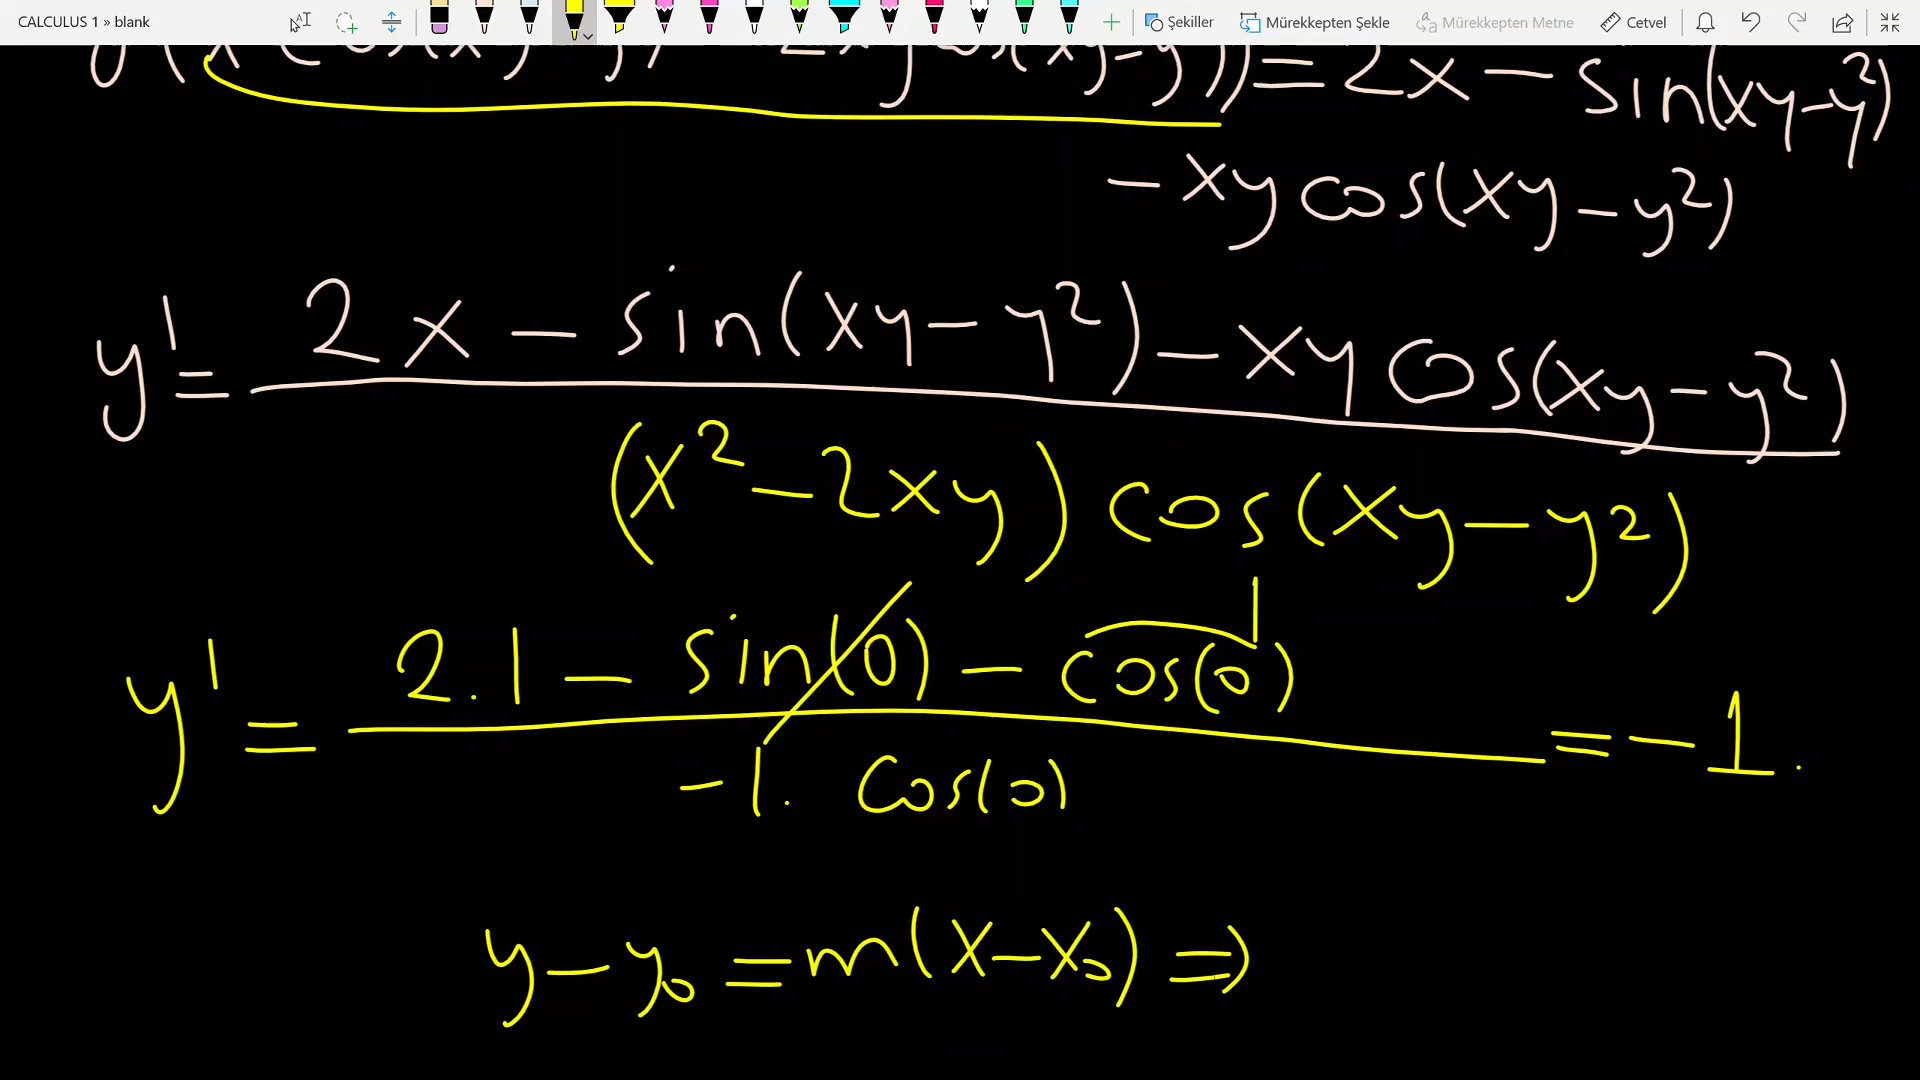 CALCULUS 1 » blank
Şekiller
Mürekkepten Şekle
Mürekkepten Metne
Cetvel
= 2x - sin(xy-y²)
- xy cos(xy-y²)
y' = 2x - sin(xy-y²) - xy cos(xy-y²)
(x²-2xy) cos(xy-y²)
y' = 2.1 - sin(0) - cos(0) = -1.
1
-1. cos(0)
y-y₀ = m(x-x₀) ⇒